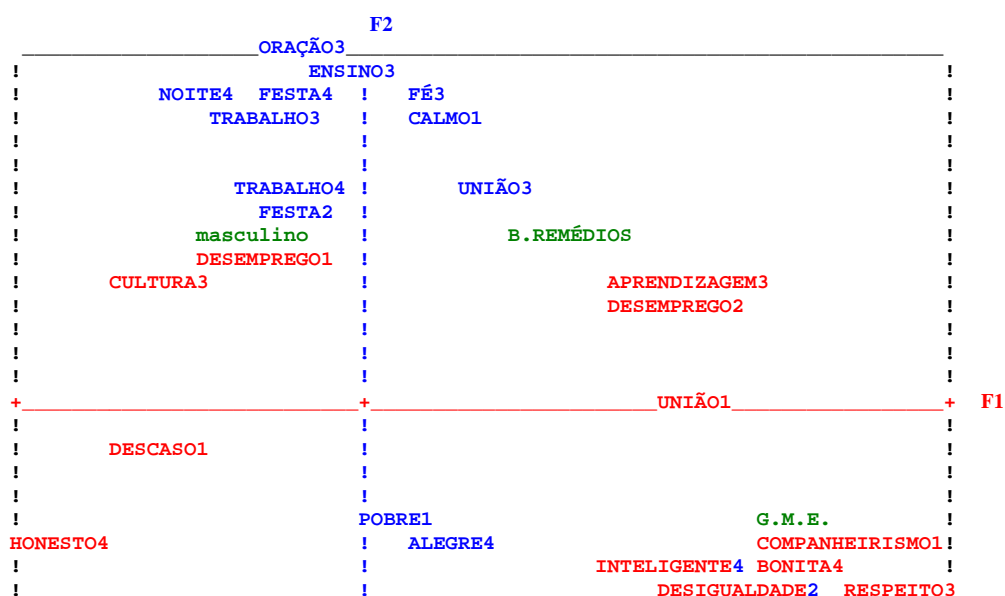 F2
ORAÇÃO3
ENSINO3
NOITE4 FESTA4 ! FÉ3
TRABALHO3 ! CALMO1
TRABALHO4 ! UNIÃO3
FESTA2 !
masculino ! B.REMÉDIOS
DESEMPREGO1 !
CULTURA3 ! APRENDIZAGEM3
! DESEMPREGO2
+ + UNIÃO1 + F1
DESCASO1
POBRE1 G.M.E.
HONESTO4 ! ALEGRE4 COMPANHEIRISMO1!
! INTELIGENTE4 BONITA4 !
! DESIGUALDADE2 RESPEITO3